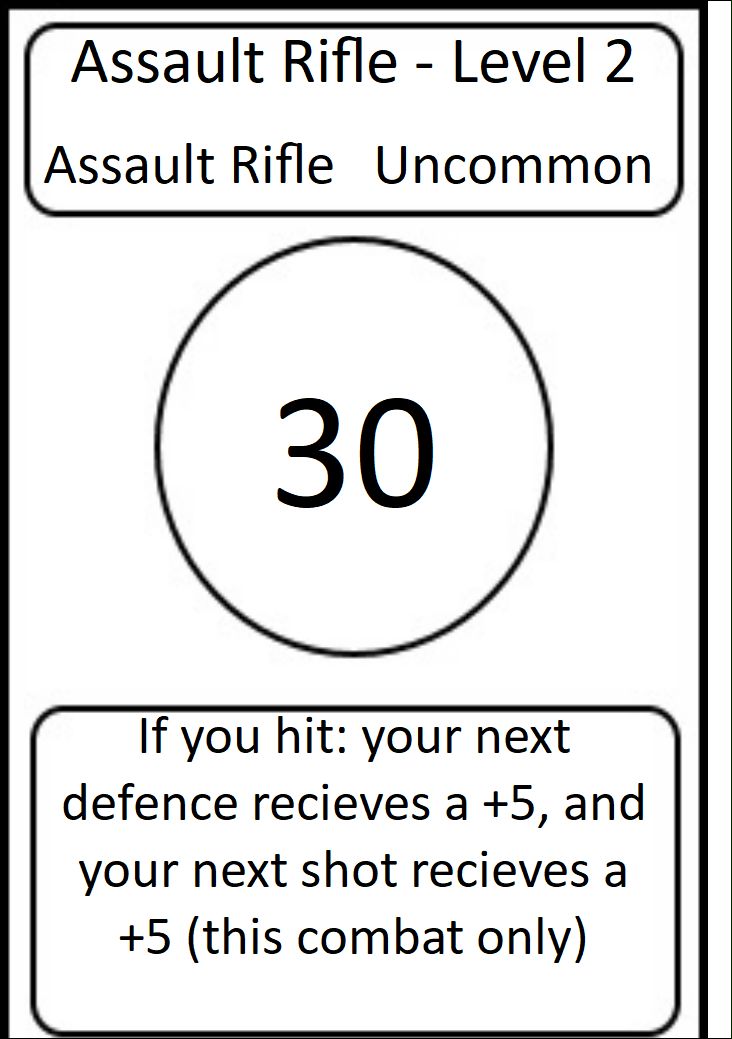 Assault Rifle - Level 2
Assault Rifle Uncommon
30
If you hit: your next
defence recieves a +5, and
your next shot recieves a
+5 (this combat only)